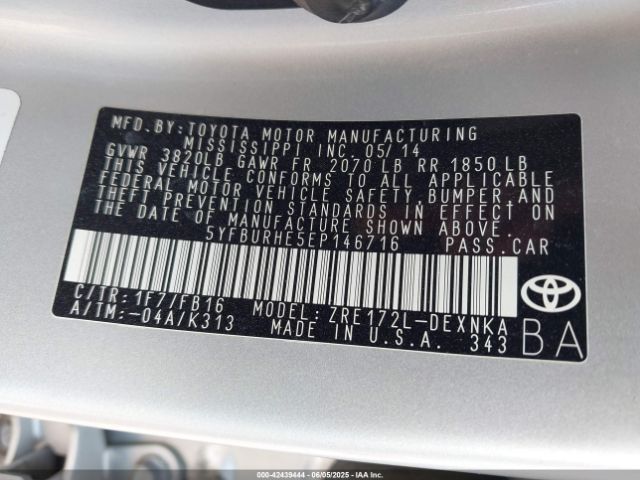 MFD. BY: TOYOTA MOTOR MANUFACTURING
MISSISSIPPI INC. 05/14
GVWR 3820LB GAWR FR 2070 LB RR 1850 LB
THIS VEHICLE CONFORMS TO ALL APPLICABLE
FEDERAL MOTOR VEHICLE SAFETY, BUMPER, AND
THEFT PREVENTION STANDARDS IN EFFECT ON
THE DATE OF MANUFACTURE SHOWN ABOVE.
5YFBURHE5EP146716 PASS. CAR
C/TR: 1F7/FB16 MODEL: ZRE172L-DEXNKA
A/TM: -04A/K313 MADE IN U.S.A. 343
BA
000-42439444 - 06/05/2025 - IAA Inc.